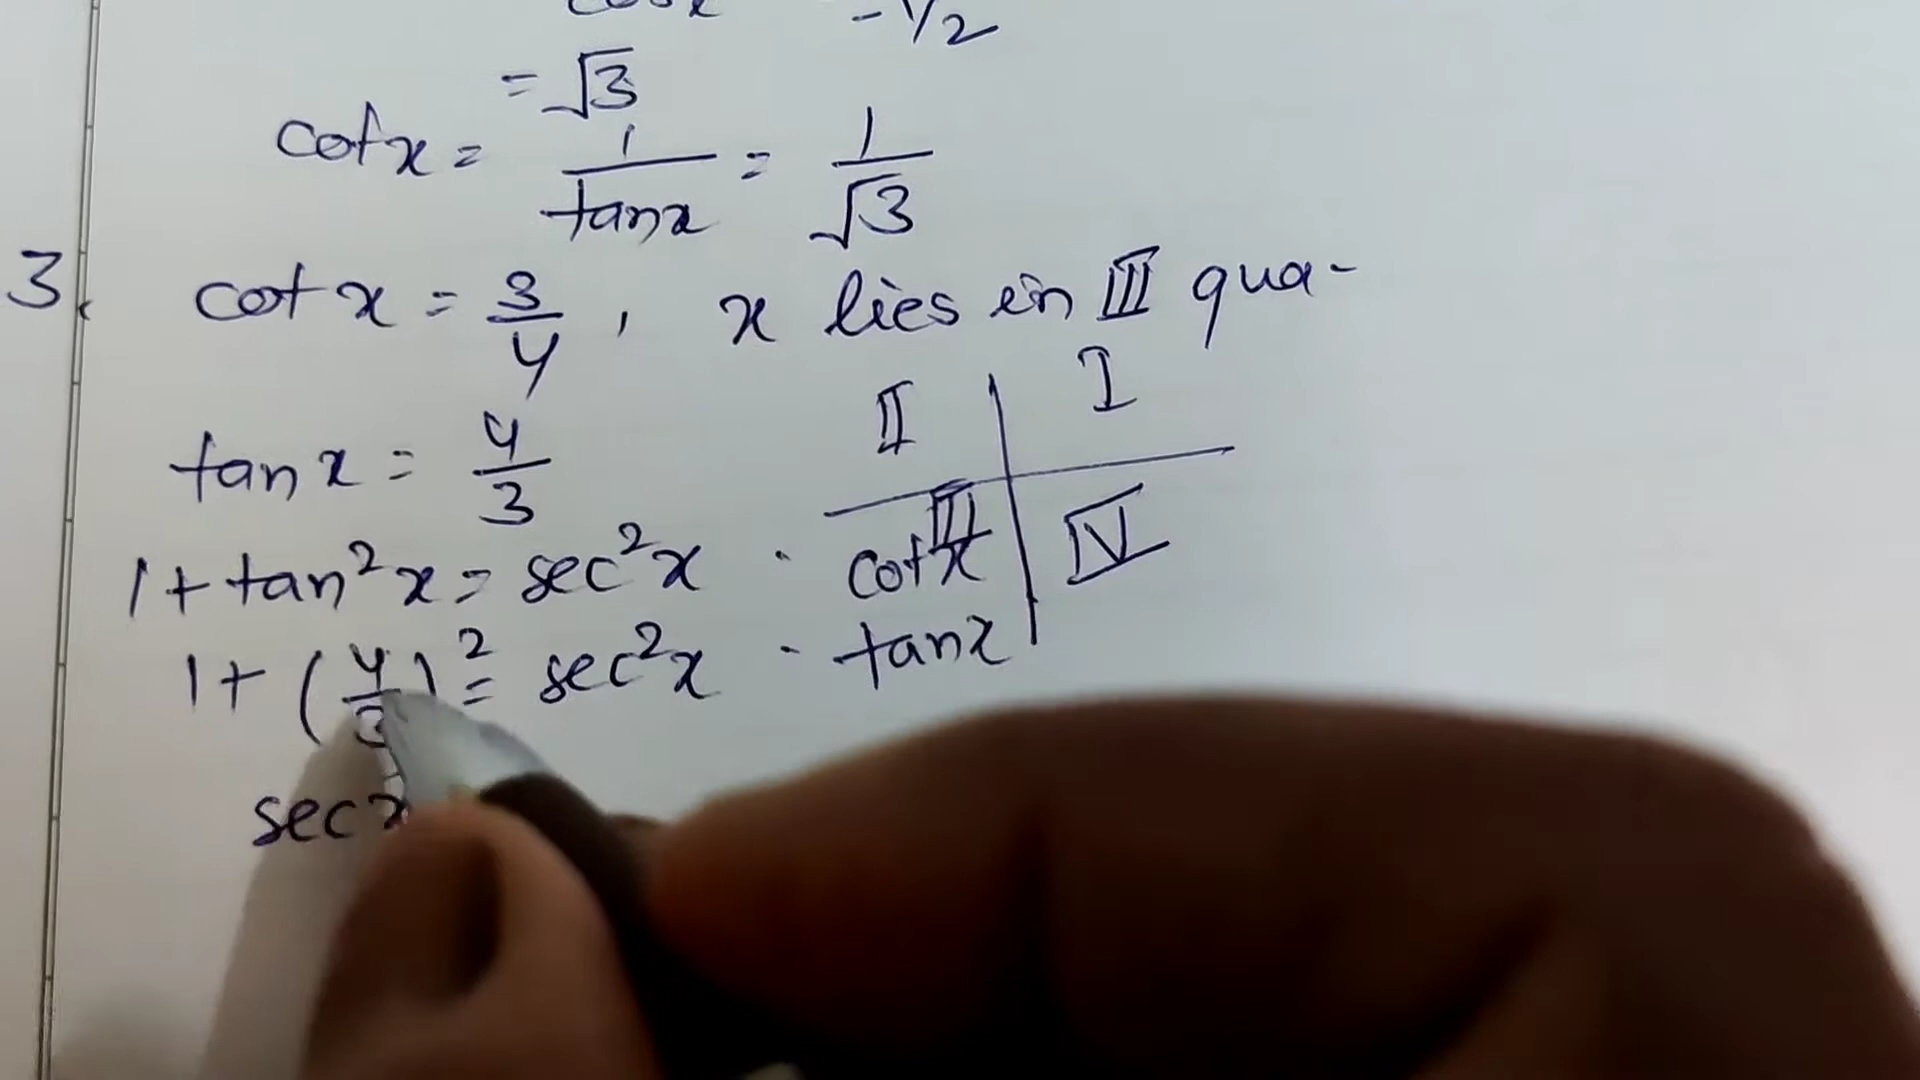 -1/2
= √3
cot x = 1/tan x = 1/√3
3. cot x = 3/4, x lies in III qua-
tan x = 4/3
II I
III IV
cot x
1 + tan²x = sec²x
1 + (4/3)² = sec²x
tan x
sec x